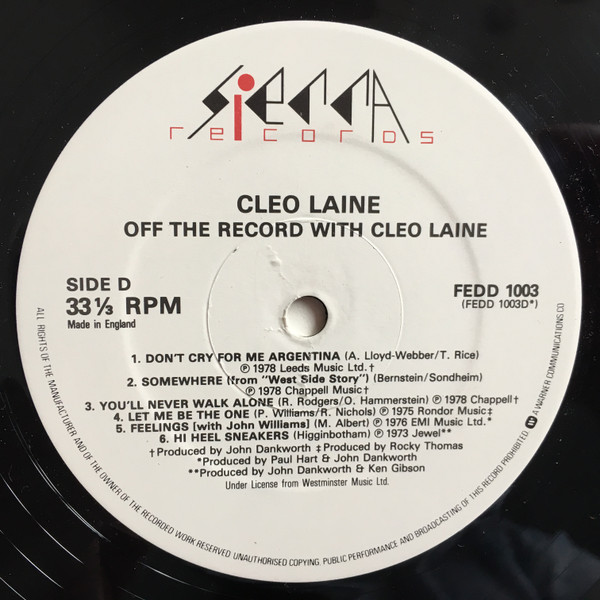 Sierra
records
CLEO LAINE
OFF THE RECORD WITH CLEO LAINE
SIDE D
33⅓ RPM
Made in England
FEDD 1003
(FEDD 1003D*)
1. DON'T CRY FOR ME ARGENTINA (A. Lloyd-Webber/T. Rice)
℗ 1978 Leeds Music Ltd.†
2. SOMEWHERE (from "West Side Story") (Bernstein/Sondheim)
℗ 1978 Chappell Music†
3. YOU'LL NEVER WALK ALONE (R. Rodgers/O. Hammerstein) ℗ 1978 Chappell†
4. LET ME BE THE ONE (P. Williams/R. Nichols) ℗ 1975 Rondor Music‡
5. FEELINGS [with John Williams] (M. Albert) ℗ 1976 EMI Music Ltd.*
6. HI HEEL SNEAKERS (Higginbotham) ℗ 1973 Jewel**
†Produced by John Dankworth ‡Produced by Rocky Thomas
*Produced by Paul Hart & John Dankworth
**Produced by John Dankworth & Ken Gibson
Under License from Westminster Music Ltd.
ALL RIGHTS OF THE MANUFACTURER AND OF THE OWNER OF THE RECORDED WORK RESERVED. UNAUTHORISED COPYING, PUBLIC PERFORMANCE AND BROADCASTING OF THIS RECORD PROHIBITED. A WARNER COMMUNICATIONS CO